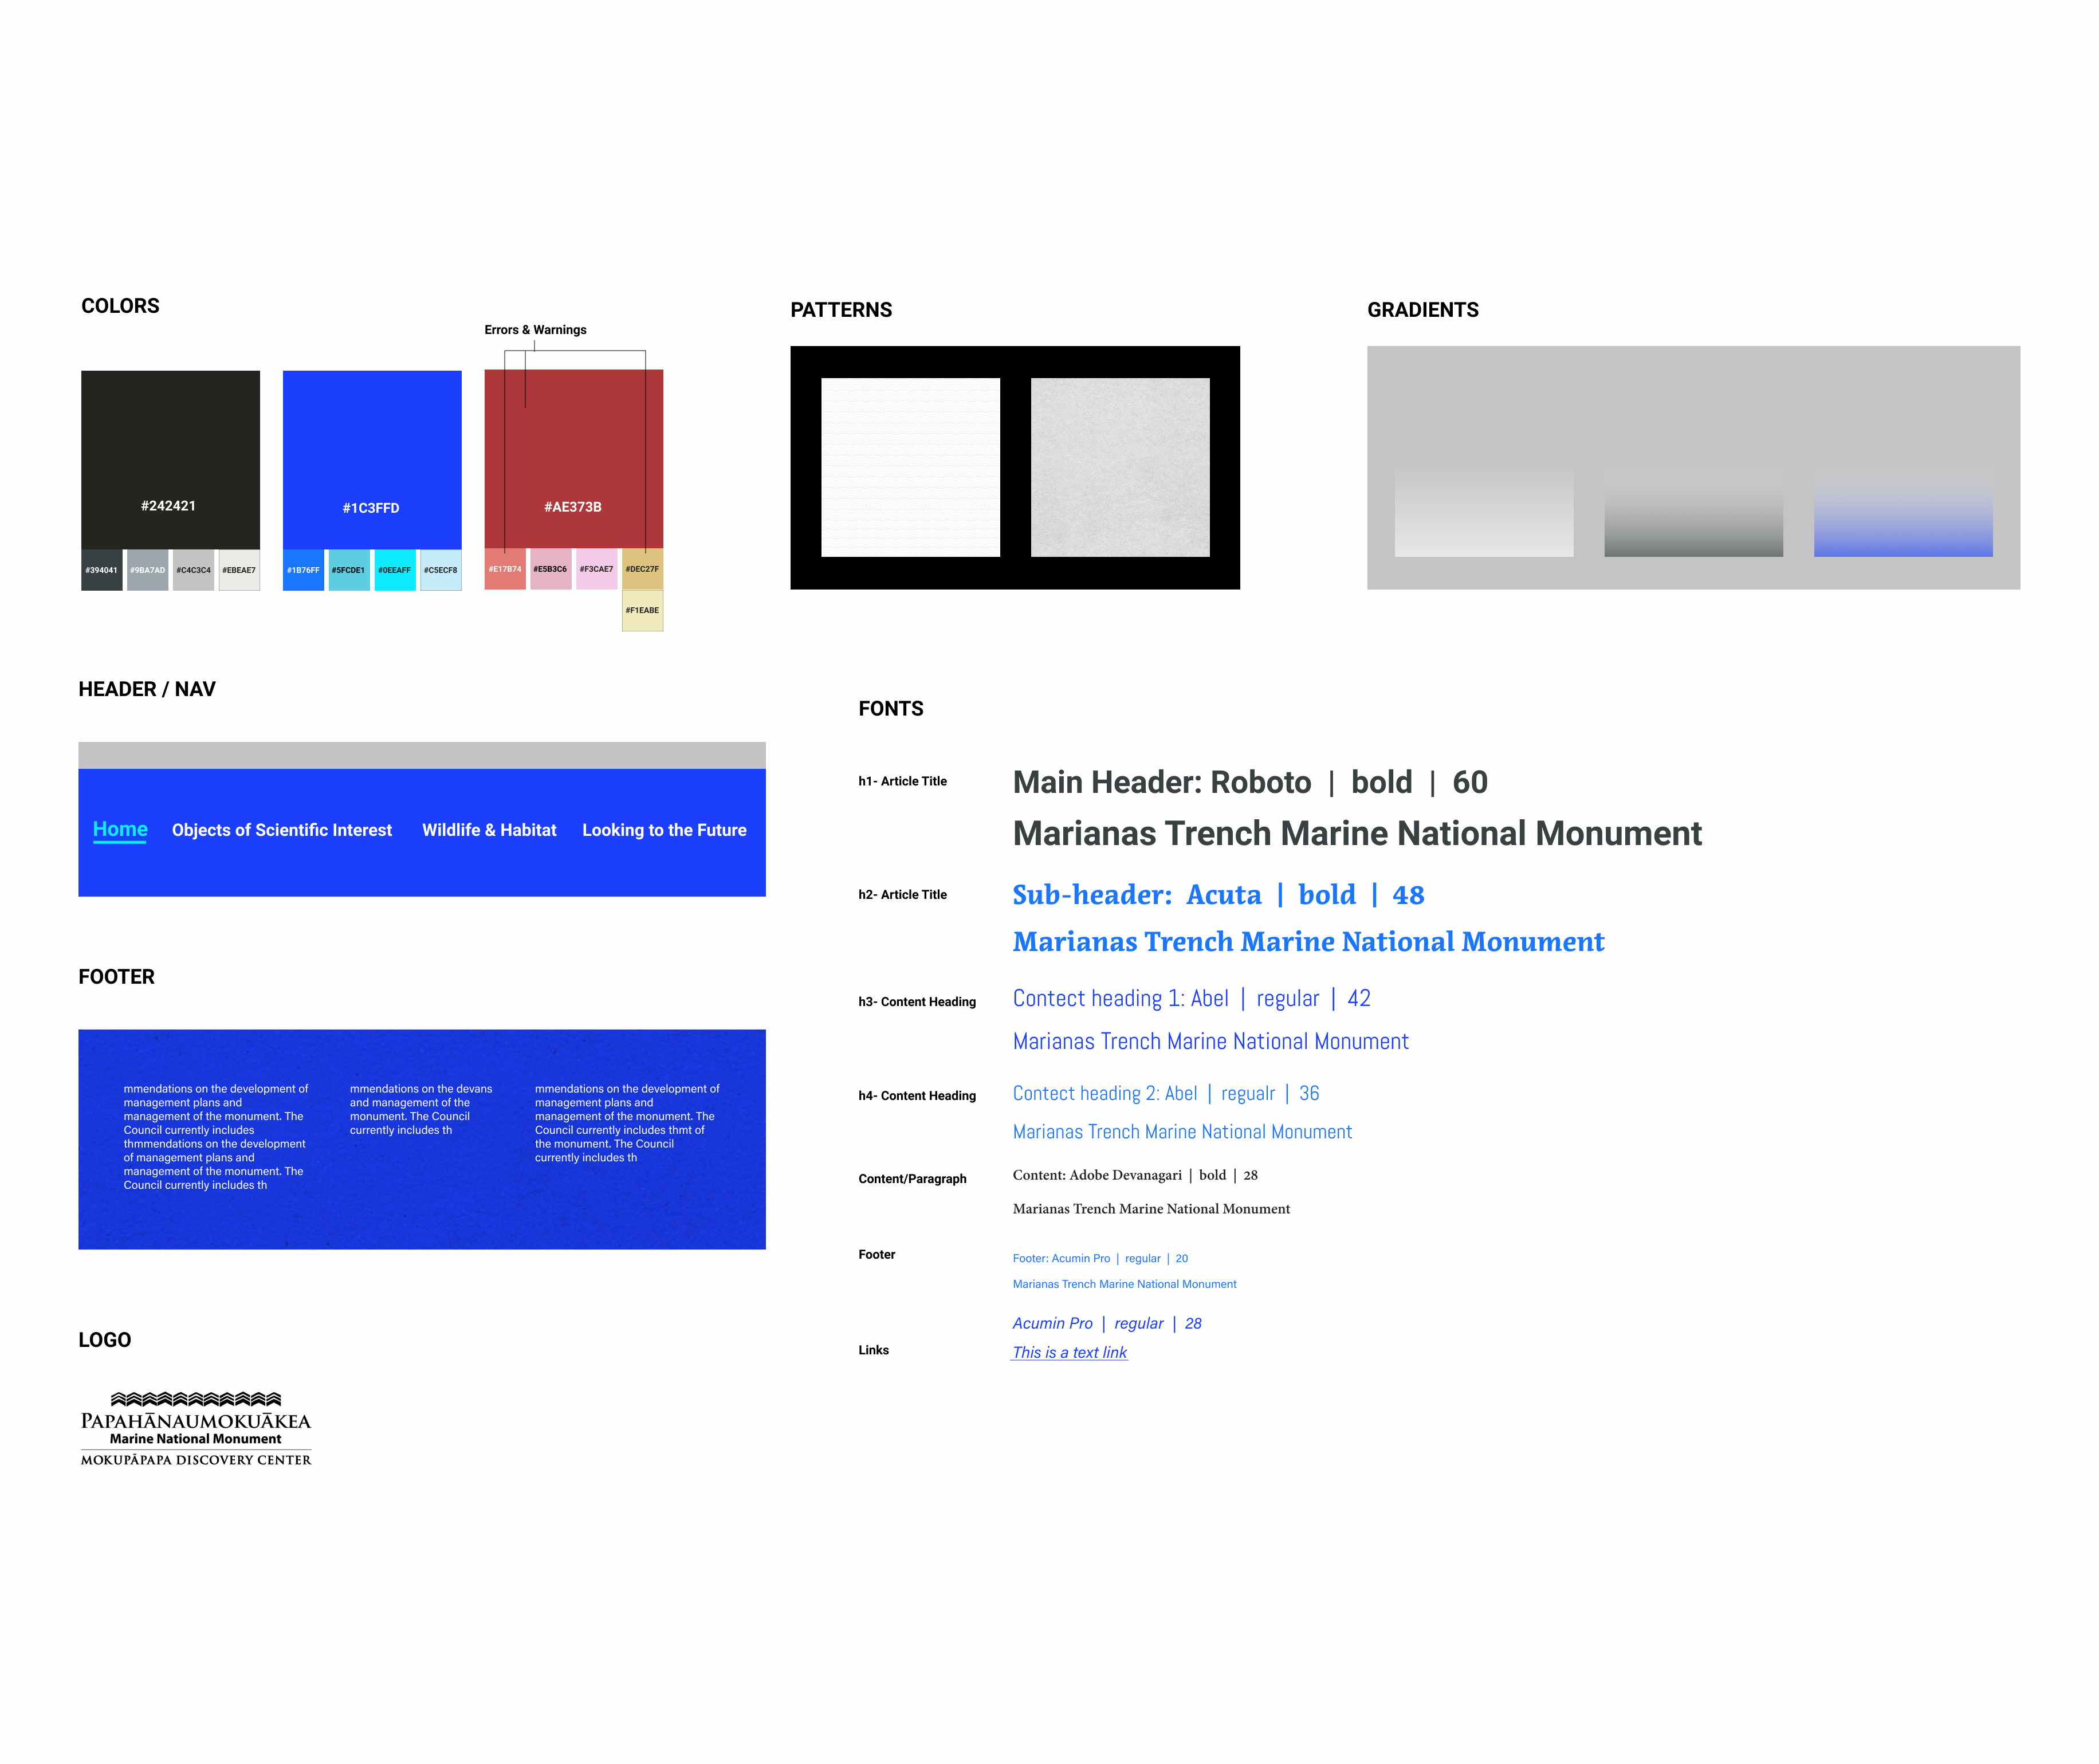 COLORS
Errors & Warnings
#242421
#394041 #9BA7AD #C4C3C4 #EBEAE7
#1C3FFD
#1B76FF #5FCDE1 #0EEAFF #C5ECF8
#AE373B
#E17B74 #E5B3C6 #F3CAE7 #DEC27F
#F1EABE
PATTERNS
GRADIENTS
HEADER / NAV
Home Objects of Scientific Interest Wildlife & Habitat Looking to the Future
FOOTER
mmendations on the development of
management plans and
management of the monument. The
Council currently includes
thmmendations on the development
of management plans and
management of the monument. The
Council currently includes th
mmendations on the devans
and management of the
monument. The Council
currently includes th
mmendations on the development of
management plans and
management of the monument. The
Council currently includes thmt of
the monument. The Council
currently includes th
LOGO
PAPAHĀNAUMOKUĀKEA
Marine National Monument
MOKUPĀPAPA DISCOVERY CENTER
FONTS
h1- Article Title
Main Header: Roboto | bold | 60
Marianas Trench Marine National Monument
h2- Article Title
Sub-header: Acuta | bold | 48
Marianas Trench Marine National Monument
h3- Content Heading
Contect heading 1: Abel | regular | 42
Marianas Trench Marine National Monument
h4- Content Heading
Contect heading 2: Abel | regualr | 36
Marianas Trench Marine National Monument
Content/Paragraph
Content: Adobe Devanagari | bold | 28
Marianas Trench Marine National Monument
Footer
Footer: Acumin Pro | regular | 20
Marianas Trench Marine National Monument
Acumin Pro | regular | 28
Links
This is a text link